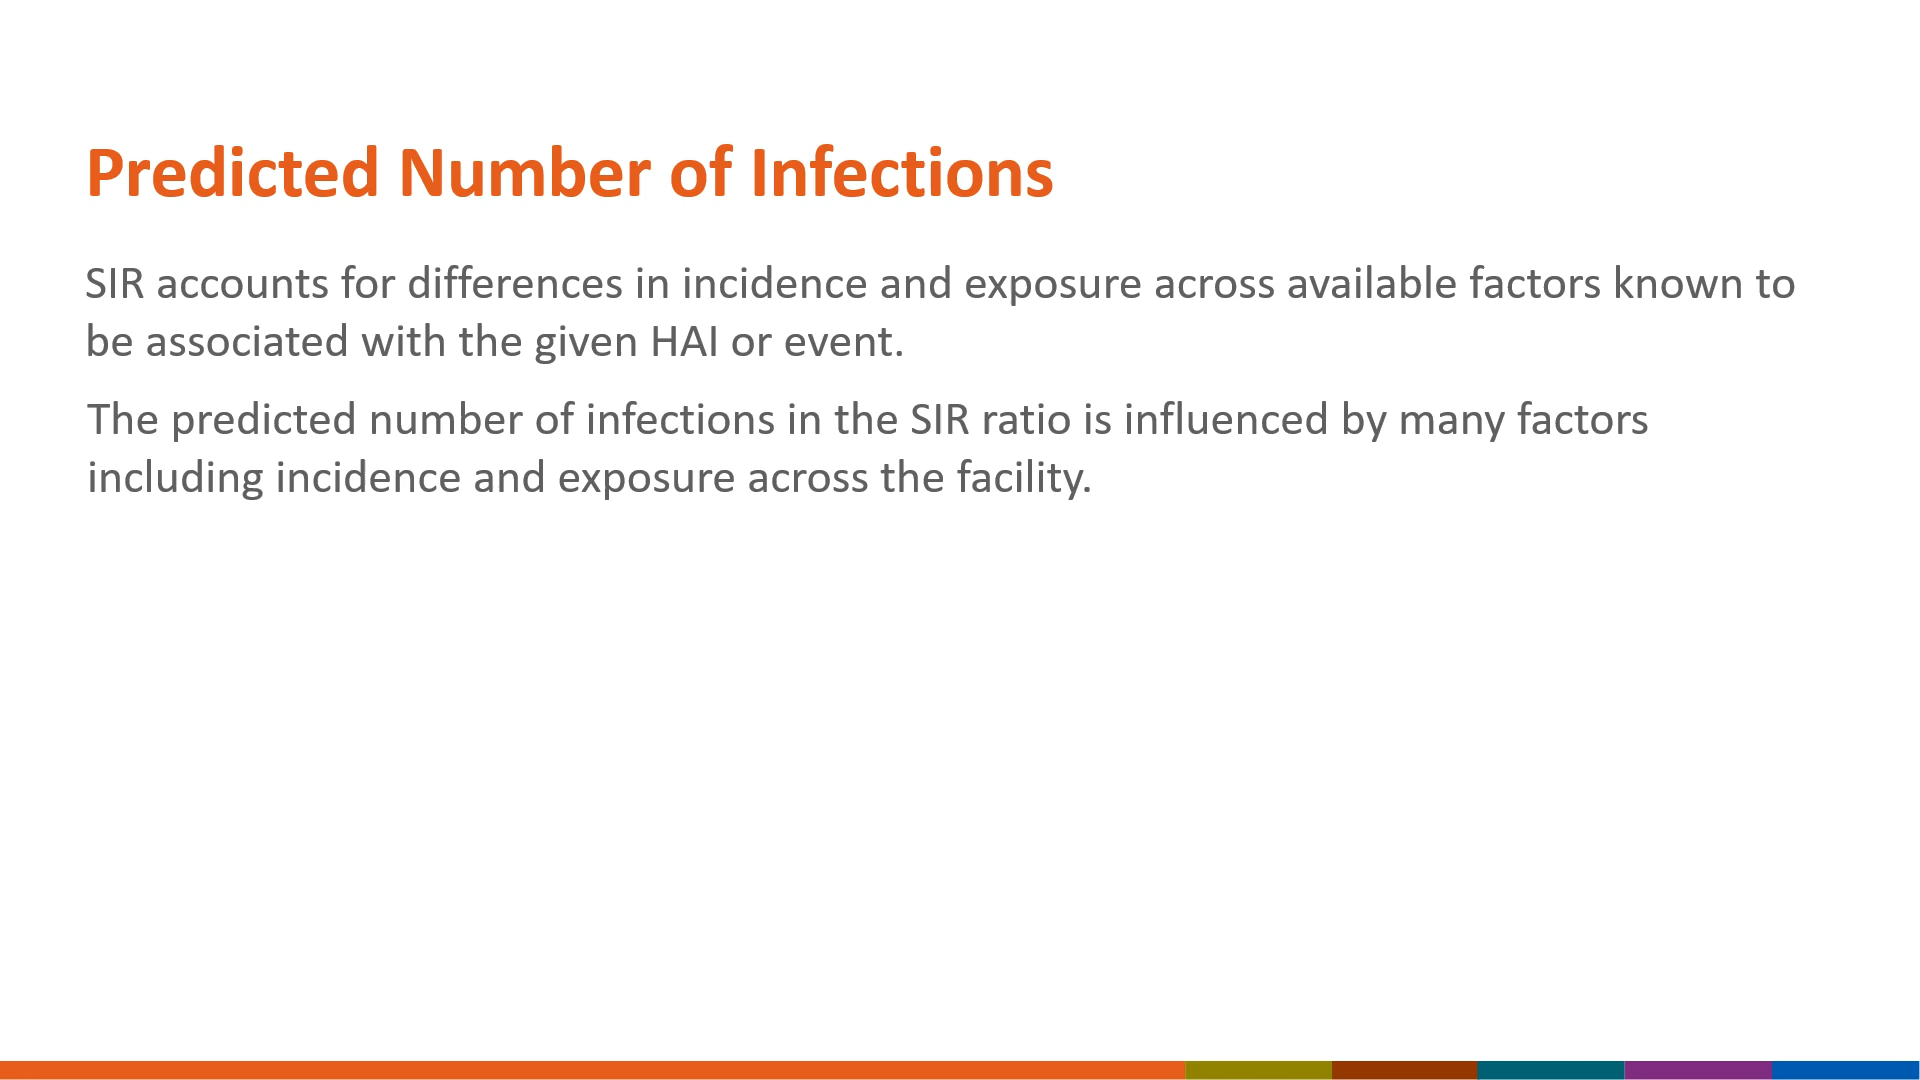 Predicted Number of Infections
SIR accounts for differences in incidence and exposure across available factors known to
be associated with the given HAI or event.
The predicted number of infections in the SIR ratio is influenced by many factors
including incidence and exposure across the facility.